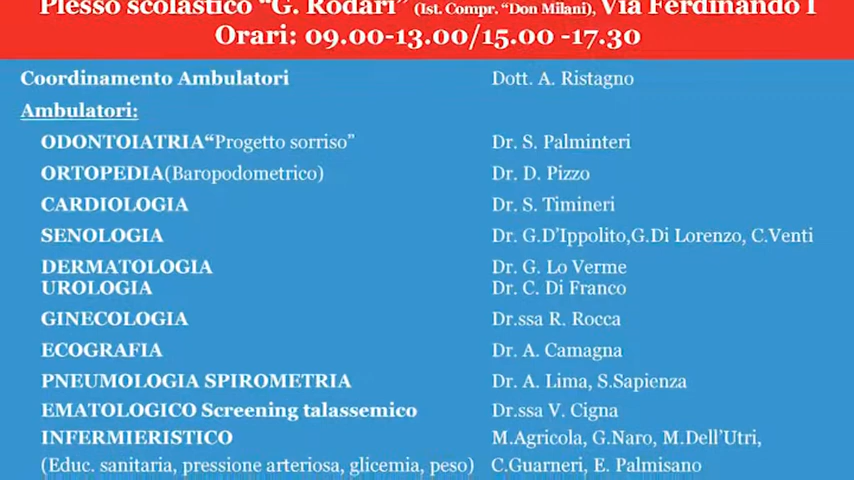 Plesso scolastico “G. Rodari” (Ist. Compr. “Don Milani), Via Ferdinando I
Orari: 09.00-13.00/15.00 -17.30
Coordinamento Ambulatori Dott. A. Ristagno
Ambulatori:
ODONTOIATRIA“Progetto sorriso” Dr. S. Palminteri
ORTOPEDIA(Baropodometrico) Dr. D. Pizzo
CARDIOLOGIA Dr. S. Timineri
SENOLOGIA Dr. G.D’Ippolito,G.Di Lorenzo, C.Venti
DERMATOLOGIA Dr. G. Lo Verme
UROLOGIA Dr. C. Di Franco
GINECOLOGIA Dr.ssa R. Rocca
ECOGRAFIA Dr. A. Camagna
PNEUMOLOGIA SPIROMETRIA Dr. A. Lima, S.Sapienza
EMATOLOGICO Screening talassemico Dr.ssa V. Cigna
INFERMIERISTICO M.Agricola, G.Naro, M.Dell’Utri,
(Educ. sanitaria, pressione arteriosa, glicemia, peso) C.Guarneri, E. Palmisano